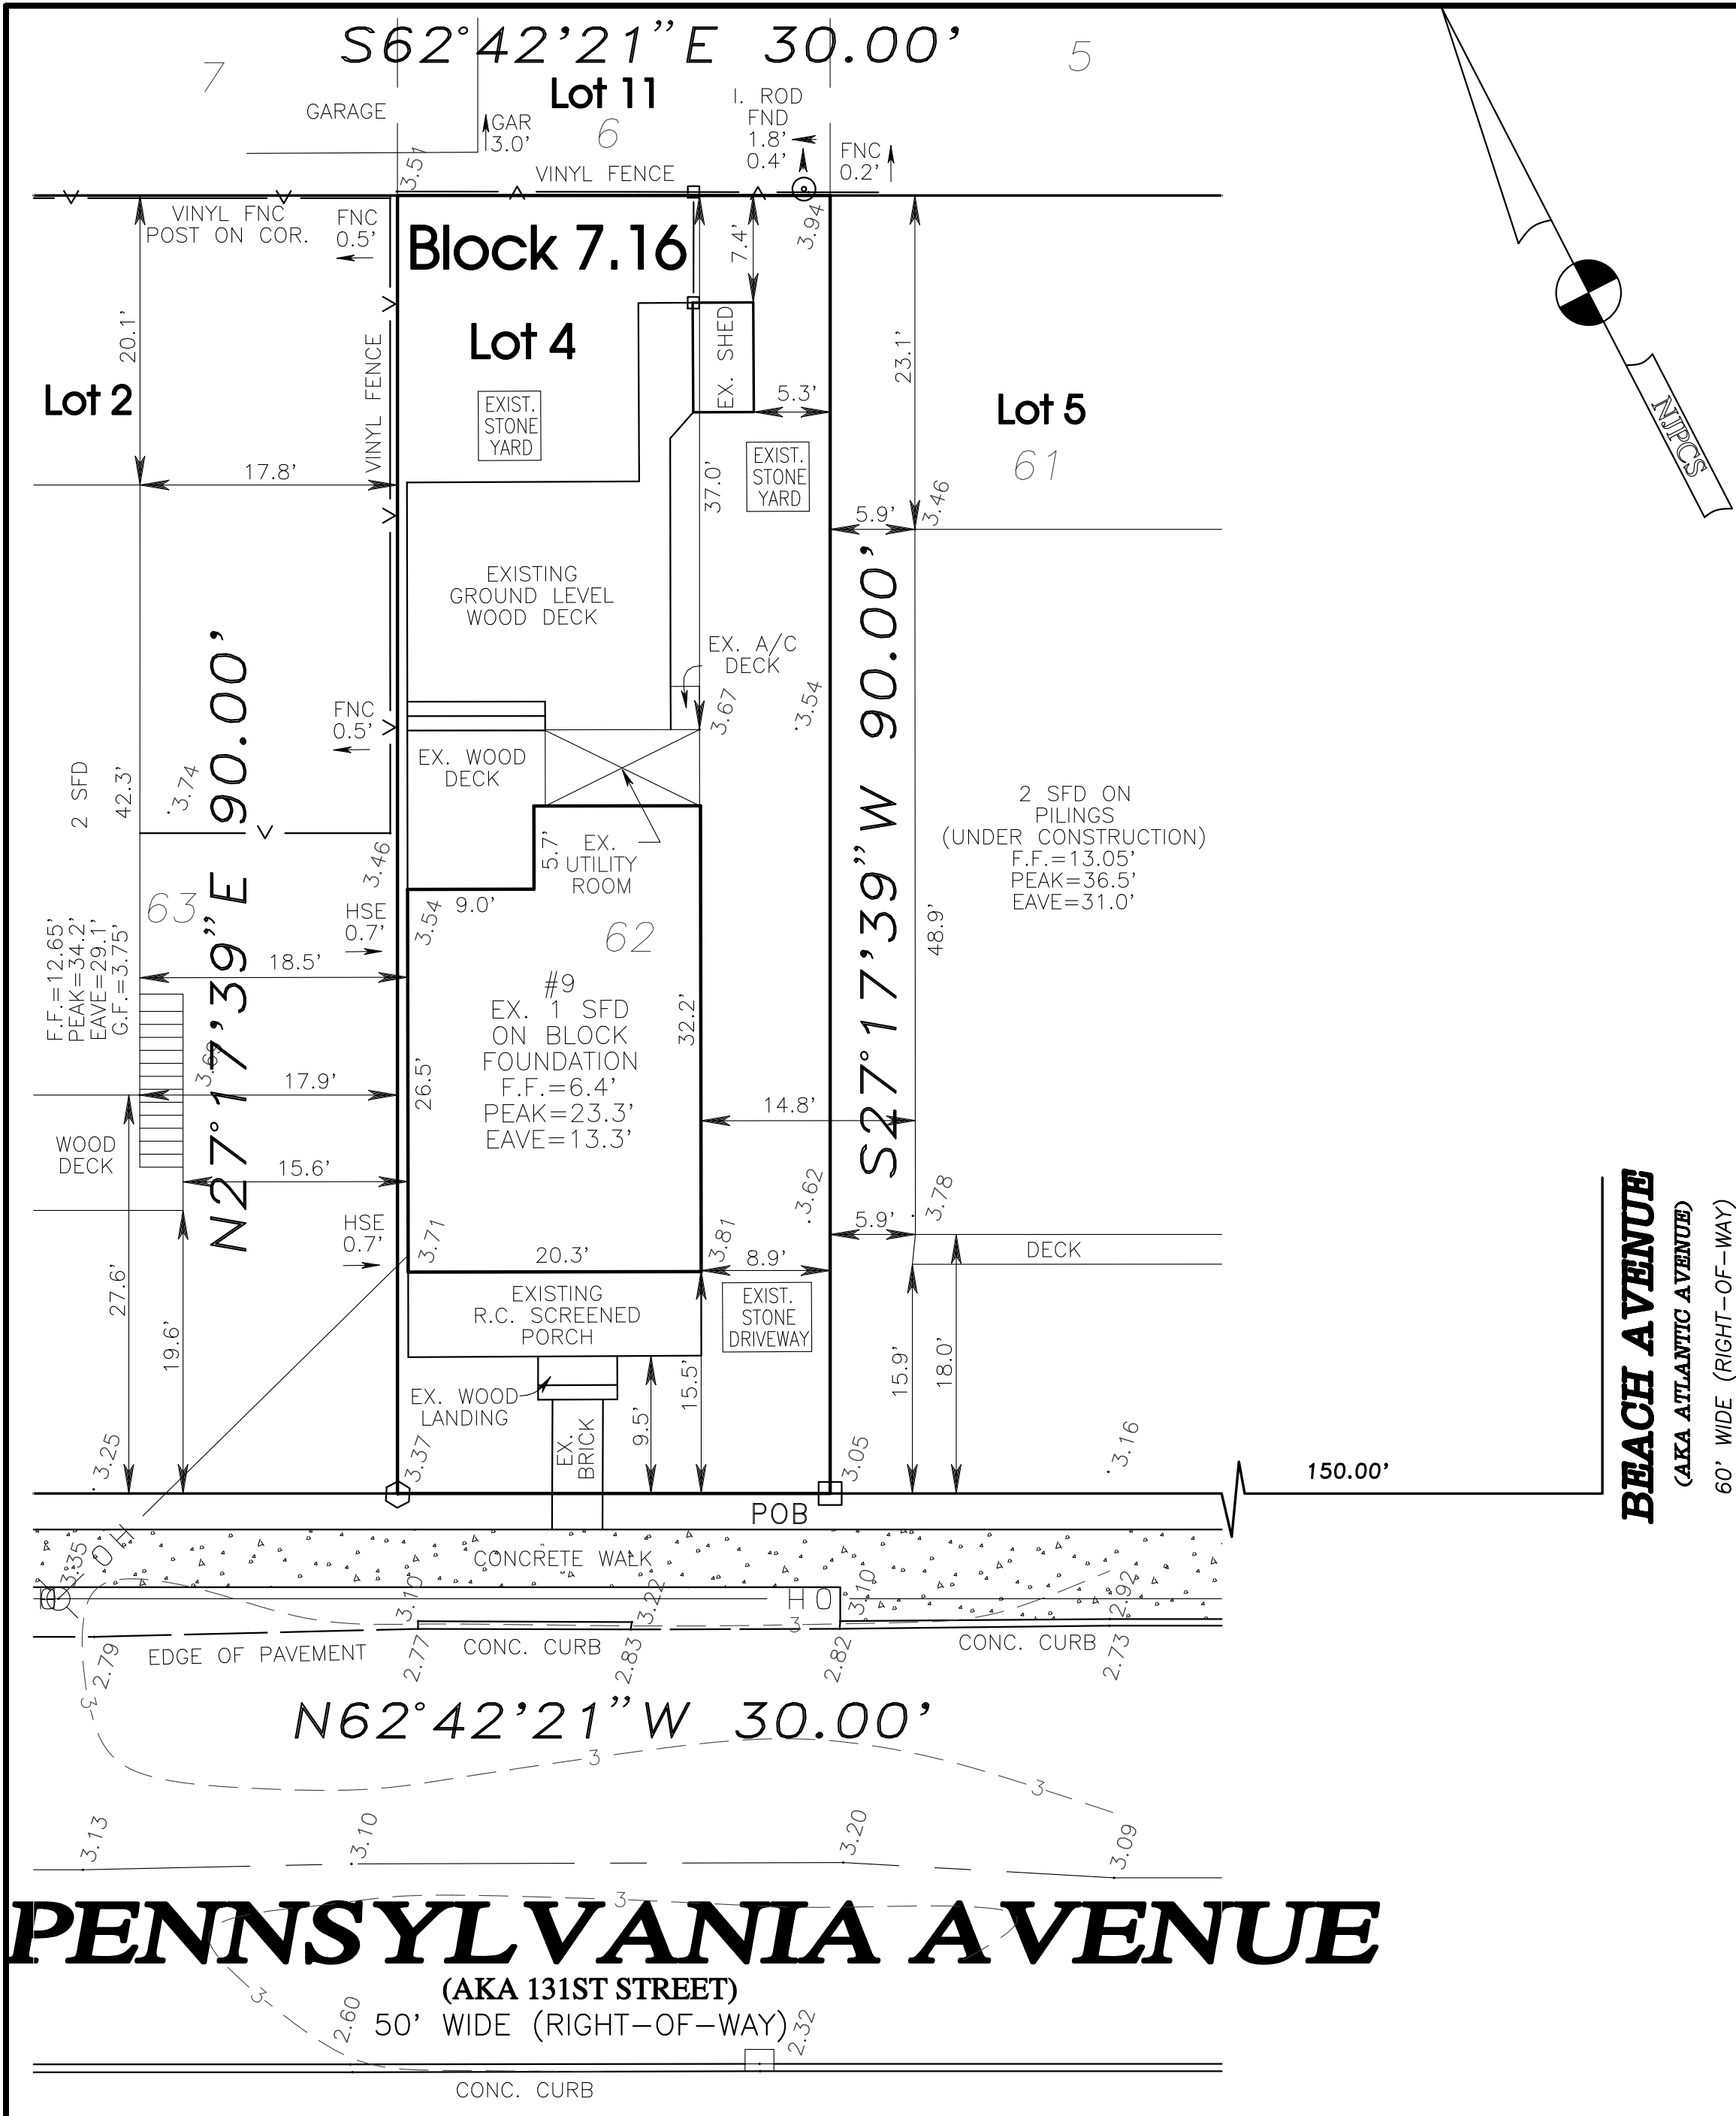 S62°42'21"E 30.00'
7
5
Lot 11
6
GARAGE
GAR
3.0'
I. ROD
FND
1.8'
0.4'
FNC
0.2'
3.51
VINYL FENCE
VINYL FNC
POST ON COR.
FNC
0.5'
Block 7.16
7.4'
3.94
20.1'
Lot 4
EX. SHED
23.1'
VINYL FENCE
Lot 2
5.3'
Lot 5
61
EXIST.
STONE
YARD
EXIST.
STONE
YARD
NJPCS
17.8'
37.0'
5.9'
3.46
EXISTING
GROUND LEVEL
WOOD DECK
N27°17'39"E 90.00'
S27°17'39"W 90.00'
EX. A/C
DECK
FNC
0.5'
3.67
3.54
EX. WOOD
DECK
2 SFD
42.3'
3.74
2 SFD ON
PILINGS
(UNDER CONSTRUCTION)
F.F.=13.05'
PEAK=36.5'
EAVE=31.0'
5.7'
EX.
UTILITY
ROOM
3.46
63
9.0'
HSE
0.7'
3.54
62
48.9'
F.F.=12.65'
PEAK=34.2'
EAVE=29.1'
G.F.=3.75'
18.5'
#9
EX. 1 SFD
ON BLOCK
FOUNDATION
F.F.=6.4'
PEAK=23.3'
EAVE=13.3'
32.2'
26.5'
17.9'
14.8'
WOOD
DECK
15.6'
HSE
0.7'
3.71
20.3'
3.81
3.62
8.9'
5.9'
3.78
DECK
BEACH AVENUE
(AKA ATLANTIC AVENUE)
60' WIDE (RIGHT-OF-WAY)
27.6'
19.6'
EXISTING
R.C. SCREENED
PORCH
EXIST.
STONE
DRIVEWAY
15.5'
15.9'
18.0'
EX. WOOD
LANDING
9.5'
EX.
BRICK
3.25
3.37
3.05
3.16
150.00'
POB
CONCRETE WALK
3.35
OH
3.10
3.22
HO
3.10
2.92
3
EDGE OF PAVEMENT
CONC. CURB
CONC. CURB
2.79
2.77
2.83
2.82
2.73
3
N62°42'21"W 30.00'
3
3
3.13
3.10
3.20
3.09
3
PENNSYLVANIA AVENUE
(AKA 131ST STREET)
50' WIDE (RIGHT-OF-WAY)
3
2.60
2.32
CONC. CURB